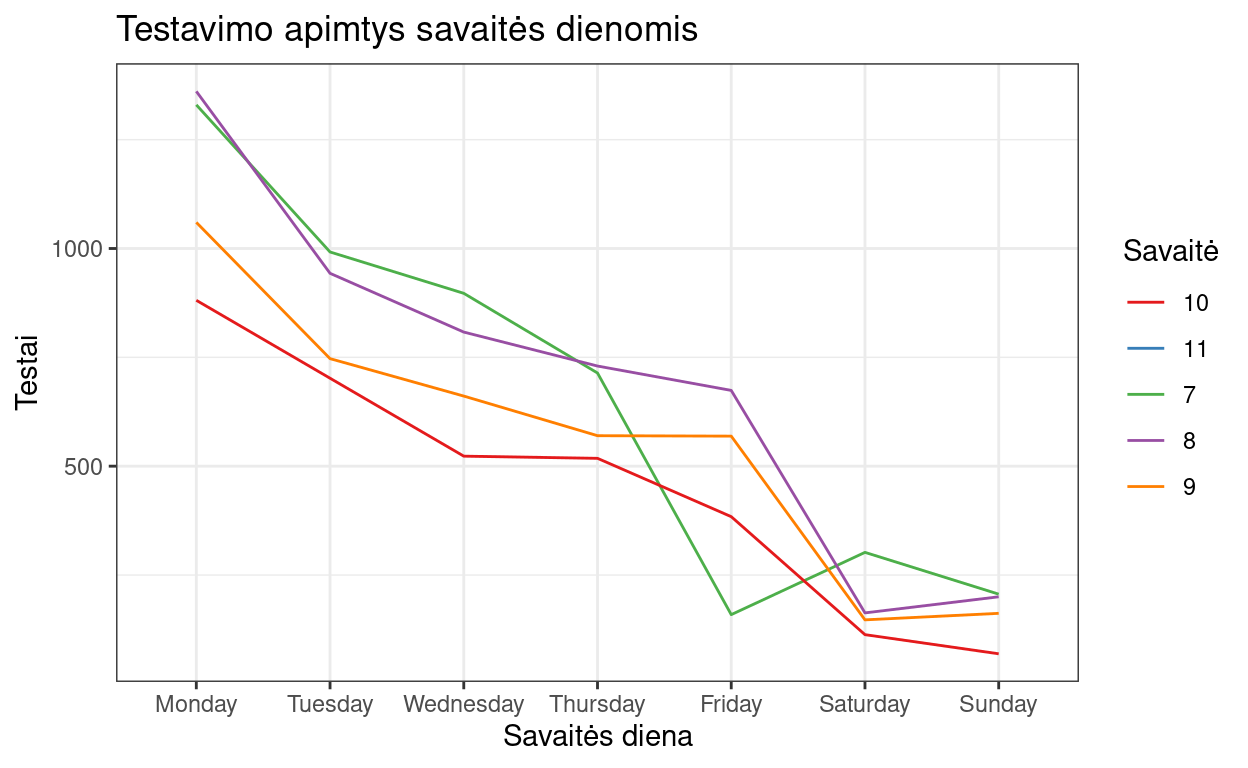 Testavimo apimtys savaitės dienomis
Testai
1000
500
Monday Tuesday Wednesday Thursday Friday Saturday Sunday
Savaitės diena
Savaitė
10
11
7
8
9